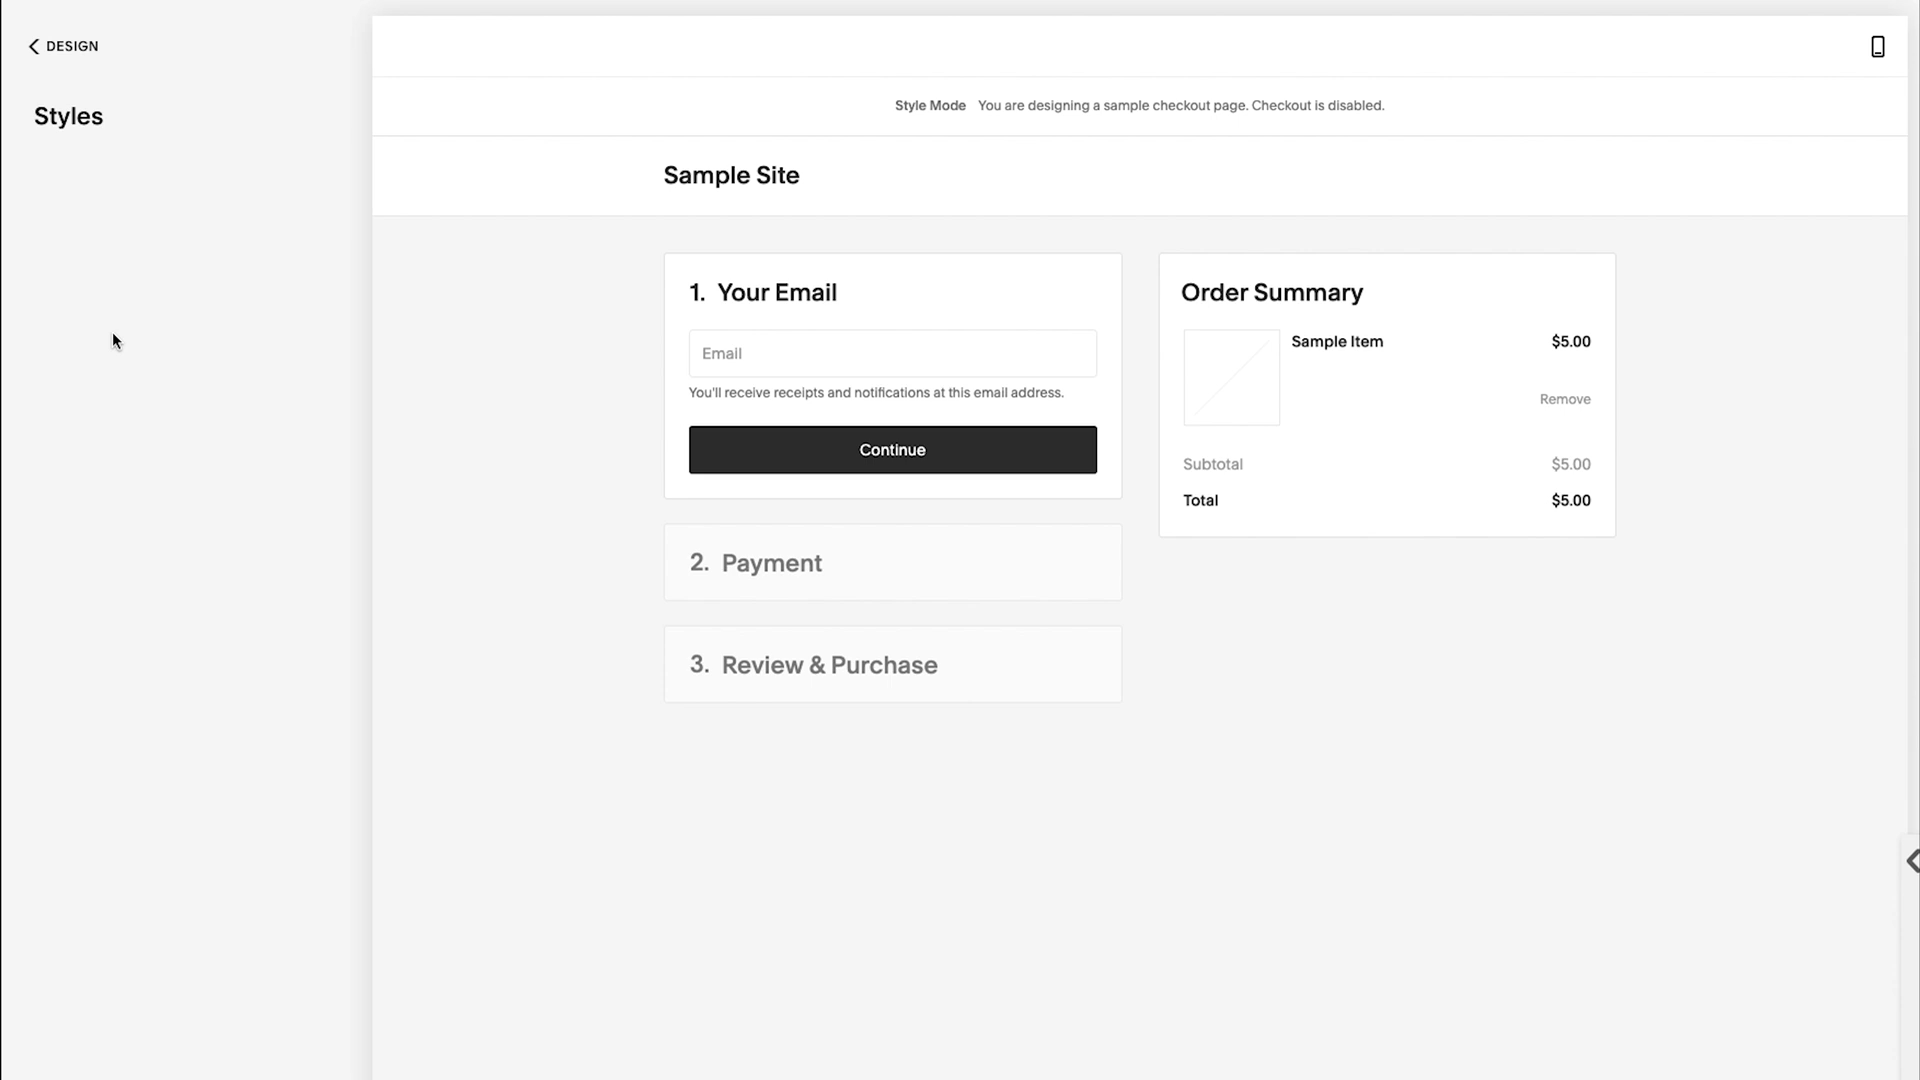 DESIGN
Styles
Style Mode You are designing a sample checkout page. Checkout is disabled.
Sample Site
1. Your Email
Email
You'll receive receipts and notifications at this email address.
Continue
2. Payment
3. Review & Purchase
Order Summary
Sample Item $5.00
Remove
Subtotal $5.00
Total $5.00